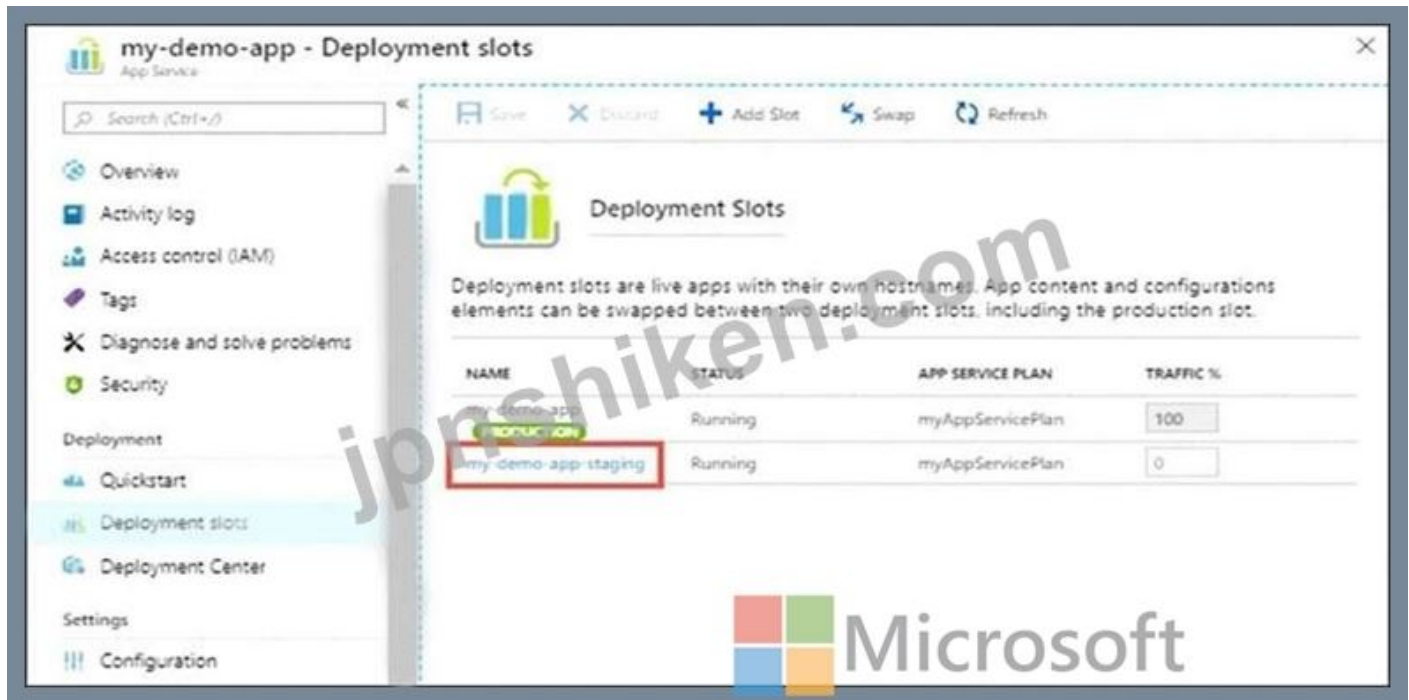 my-demo-app - Deployment slots
App Service
Search (Ctrl+/)
Save
Discard
Add Slot
Swap
Refresh
Overview
Activity log
Access control (IAM)
Tags
Diagnose and solve problems
Security
Deployment
Quickstart
Deployment slots
Deployment Center
Settings
Configuration
Deployment Slots
Deployment slots are live apps with their own hostnames. App content and configurations
elements can be swapped between two deployment slots, including the production slot.
NAME STATUS APP SERVICE PLAN TRAFFIC %
my-demo-app Running myAppServicePlan 100
PRODUCTION
my-demo-app-staging Running myAppServicePlan 0
jpnshiken.com
Microsoft